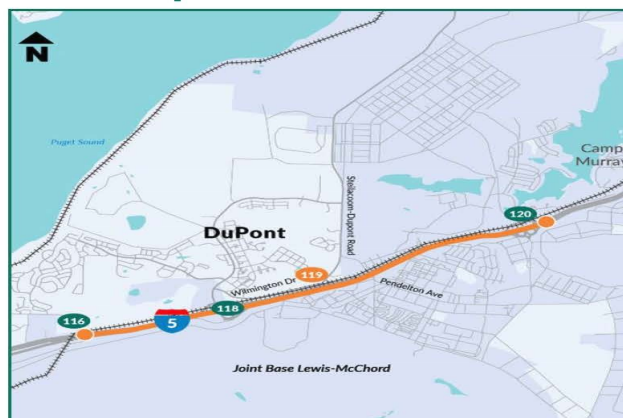 N
Puget Sound
Camp
Murray
Steilacoom-Dupont Road
120
DuPont
119
Wilmington Dr
Pendelton Ave
118
116
5
Joint Base Lewis-McChord